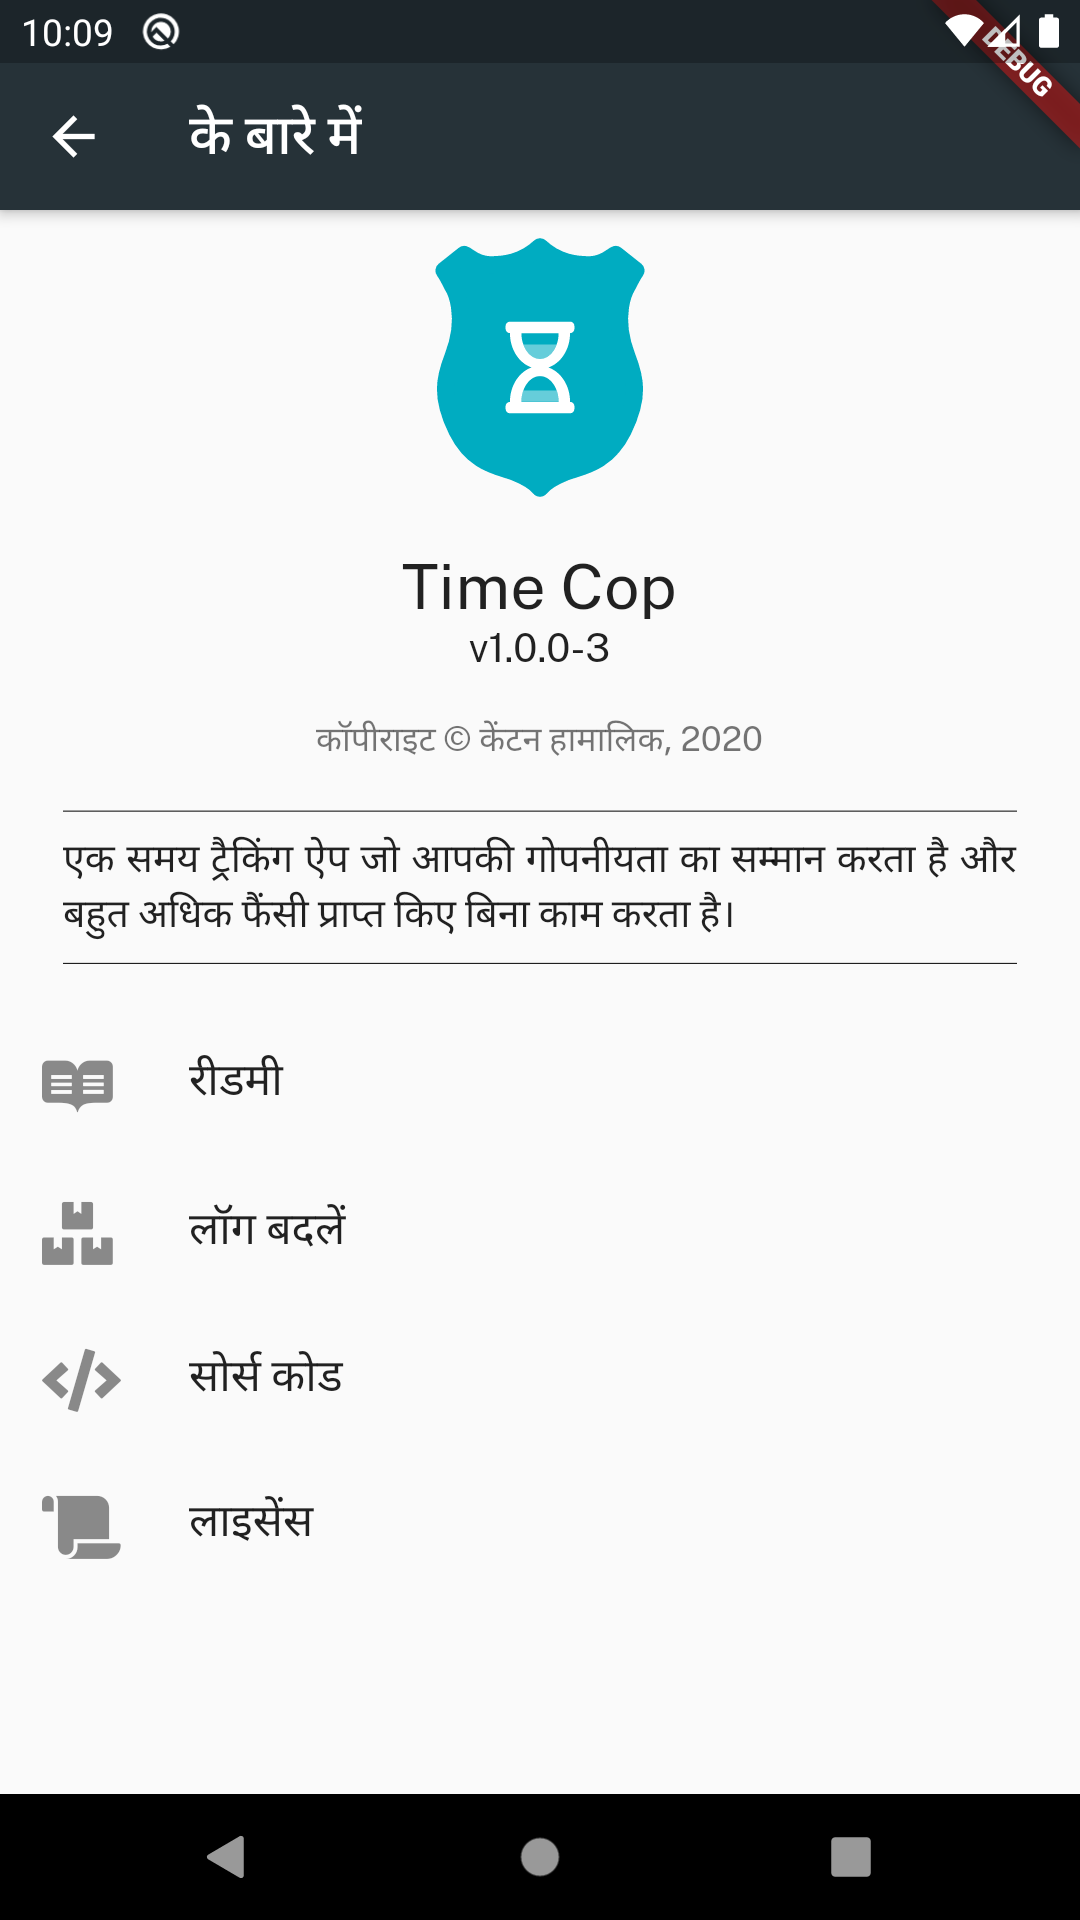 10:09
DEBUG
के बारे में
Time Cop
v1.0.0-3
कॉपीराइट © केंटन हामालिक, 2020
एक समय ट्रैकिंग ऐप जो आपकी गोपनीयता का सम्मान करता है और
बहुत अधिक फैंसी प्राप्त किए बिना काम करता है।
रीडमी
लॉग बदलें
सोर्स कोड
लाइसेंस